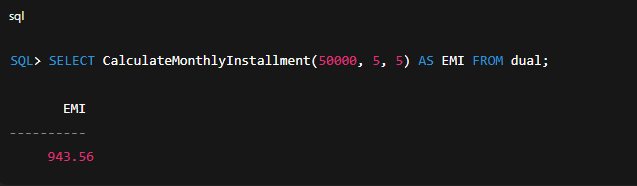 sql
SQL> SELECT CalculateMonthlyInstallment(50000, 5, 5) AS EMI FROM dual;
EMI
----------
943.56